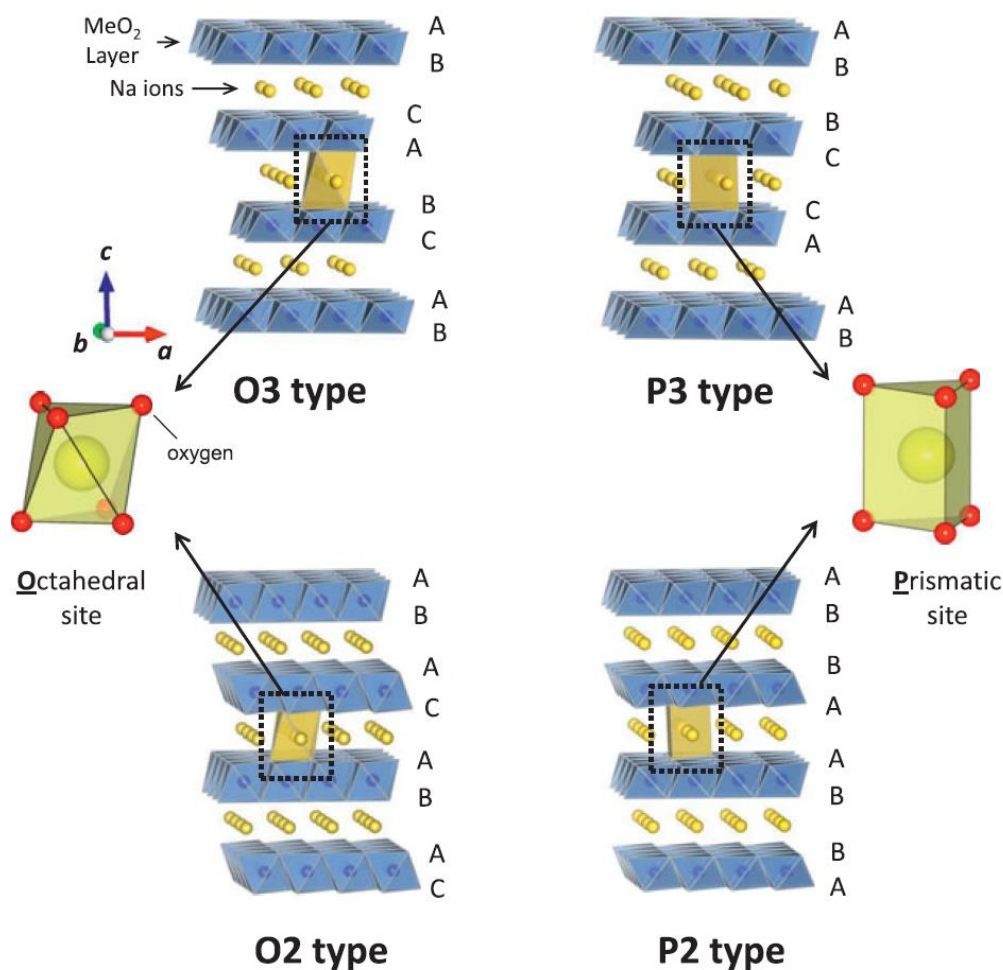 MeO₂
Layer
Na ions
A
B
C
A
B
C
A
B
A
B
B
C
C
A
A
B
c
b
a
O3 type
P3 type
oxygen
Octahedral
site
Prismatic
site
A
B
A
C
A
B
A
C
A
B
B
A
A
B
B
A
O2 type
P2 type